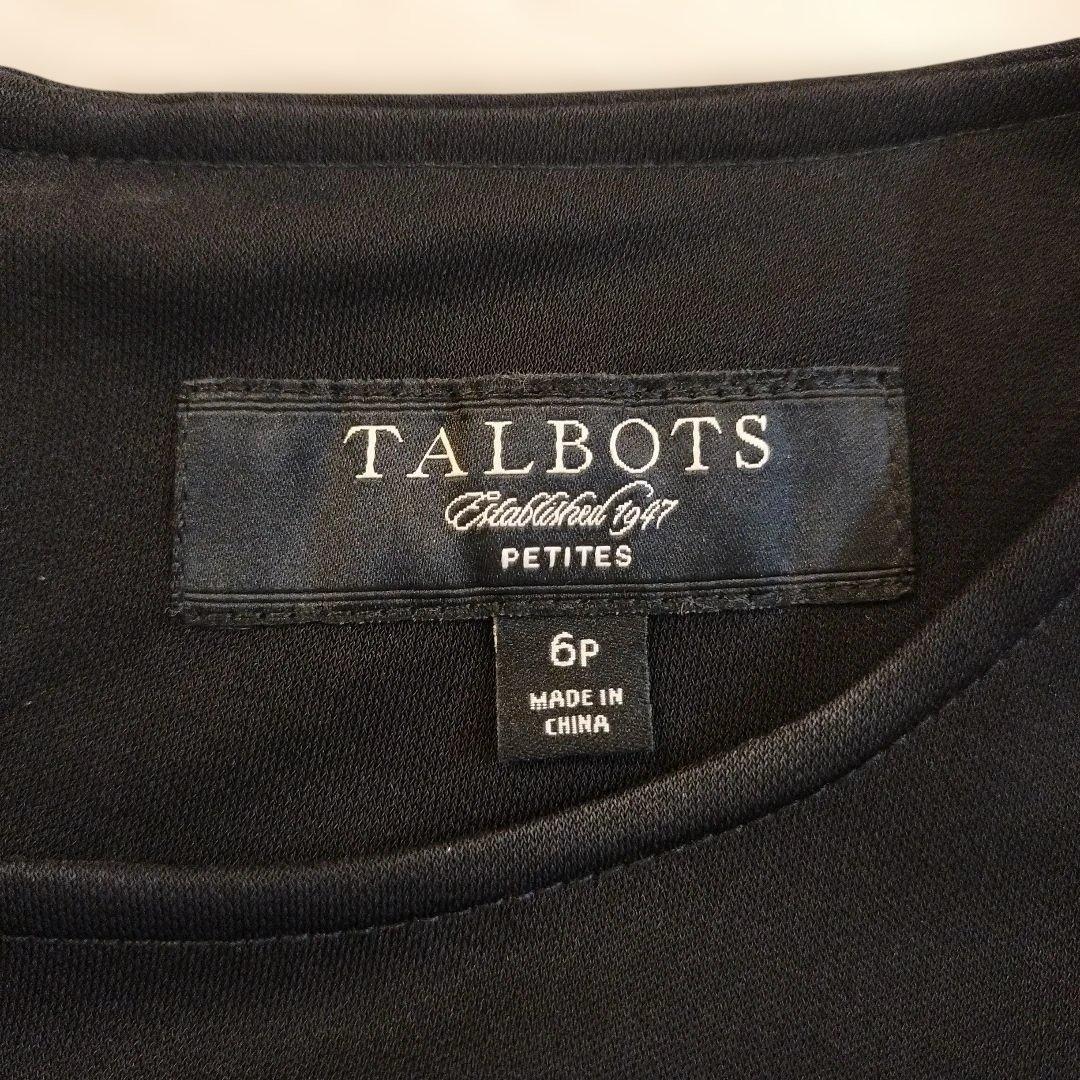 TALBOTS
Established 1947
PETITES
6P
MADE IN
CHINA